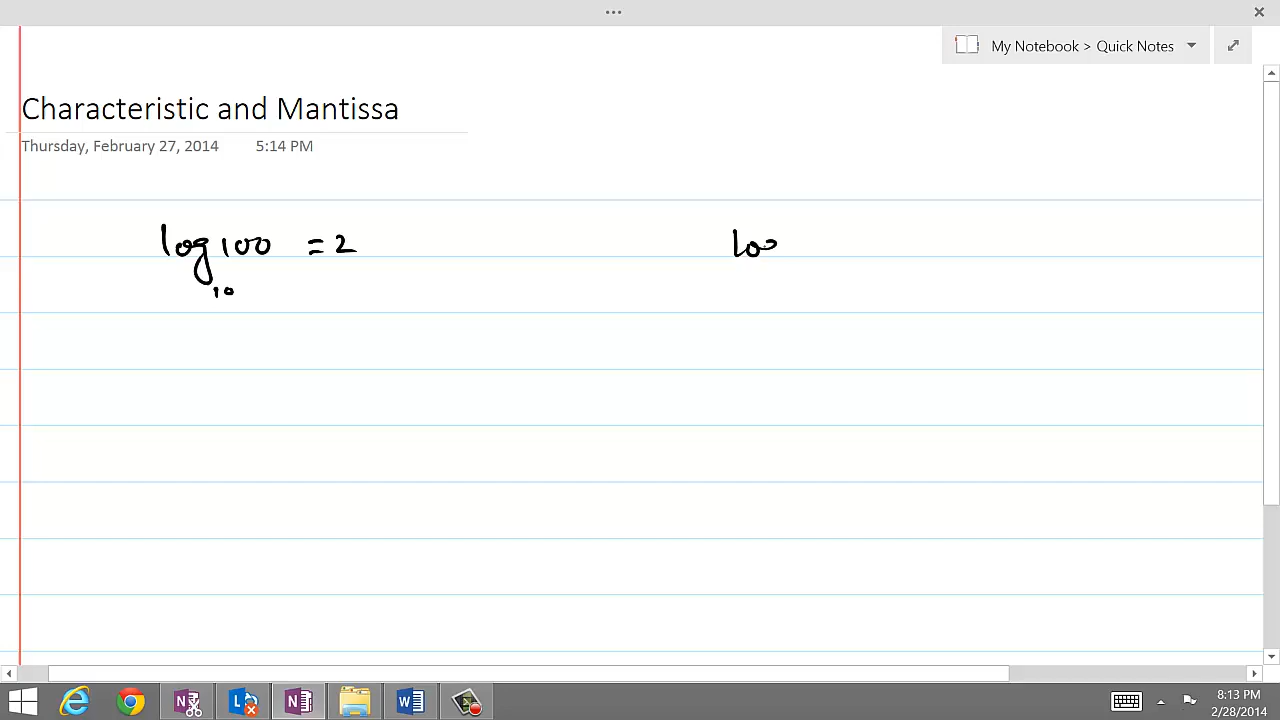 My Notebook > Quick Notes
Characteristic and Mantissa
Thursday, February 27, 2014 5:14 PM
log₁₀100 = 2
8:13 PM
2/28/2014